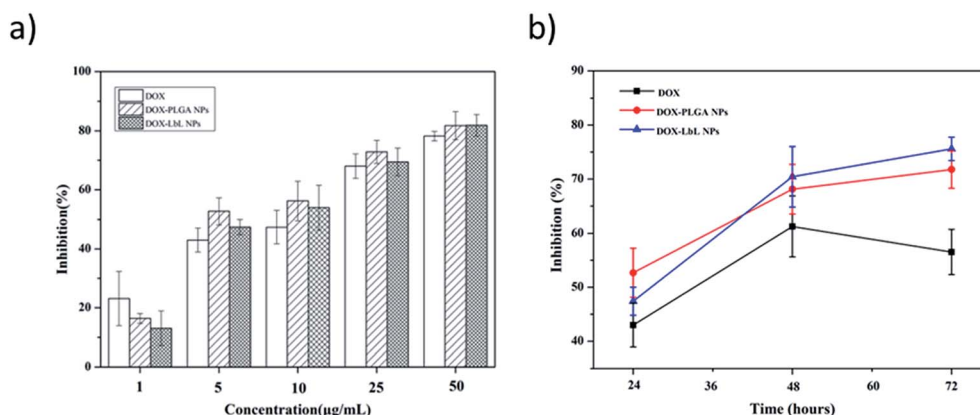 a)
100
80
60
40
20
0
Inhibition(%)
DOX
DOX-PLGA NPs
DOX-LbL NPs
1 5 10 25 50
Concentration(µg/mL)
b)
90
80
70
60
50
40
Inhibition (%)
DOX
DOX-PLGA NPs
DOX-LbL NPs
24 36 48 60 72
Time (hours)